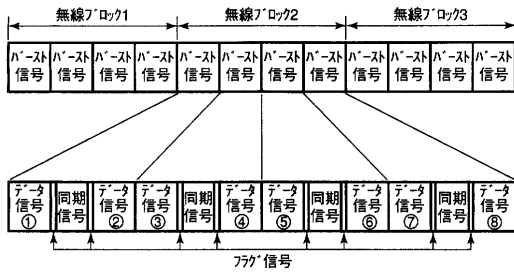 無線ﾌﾞﾛｯｸ1 無線ﾌﾞﾛｯｸ2 無線ﾌﾞﾛｯｸ3
ﾊﾞｰｽﾄ ﾊﾞｰｽﾄ ﾊﾞｰｽﾄ ﾊﾞｰｽﾄ ﾊﾞｰｽﾄ ﾊﾞｰｽﾄ ﾊﾞｰｽﾄ ﾊﾞｰｽﾄ ﾊﾞｰｽﾄ ﾊﾞｰｽﾄ ﾊﾞｰｽﾄ ﾊﾞｰｽﾄ
信号 信号 信号 信号 信号 信号 信号 信号 信号 信号 信号 信号
ﾃﾞｰﾀ 同期 ﾃﾞｰﾀ ﾃﾞｰﾀ 同期 ﾃﾞｰﾀ ﾃﾞｰﾀ 同期 ﾃﾞｰﾀ ﾃﾞｰﾀ 同期 ﾃﾞｰﾀ
信号 信号 信号 信号 信号 信号 信号 信号 信号 信号 信号 信号
① ② ③ ④ ⑤ ⑥ ⑦ ⑧
ﾌﾗｸﾞ信号